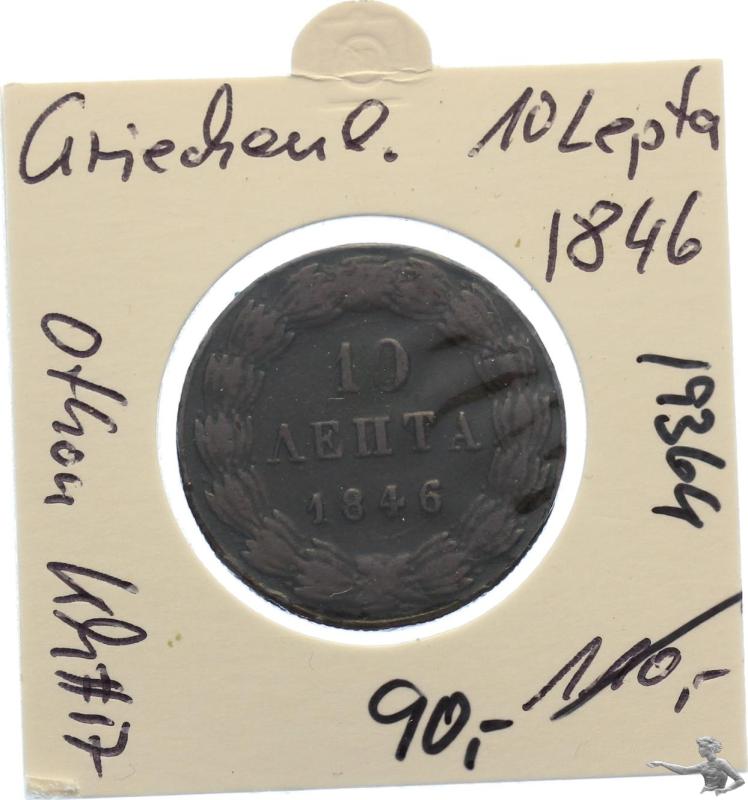 Griechenl. 10 Lepta
1846
Othon KM#17
10
ΛΕΠΤΑ
1846
19364
110,-
90,-